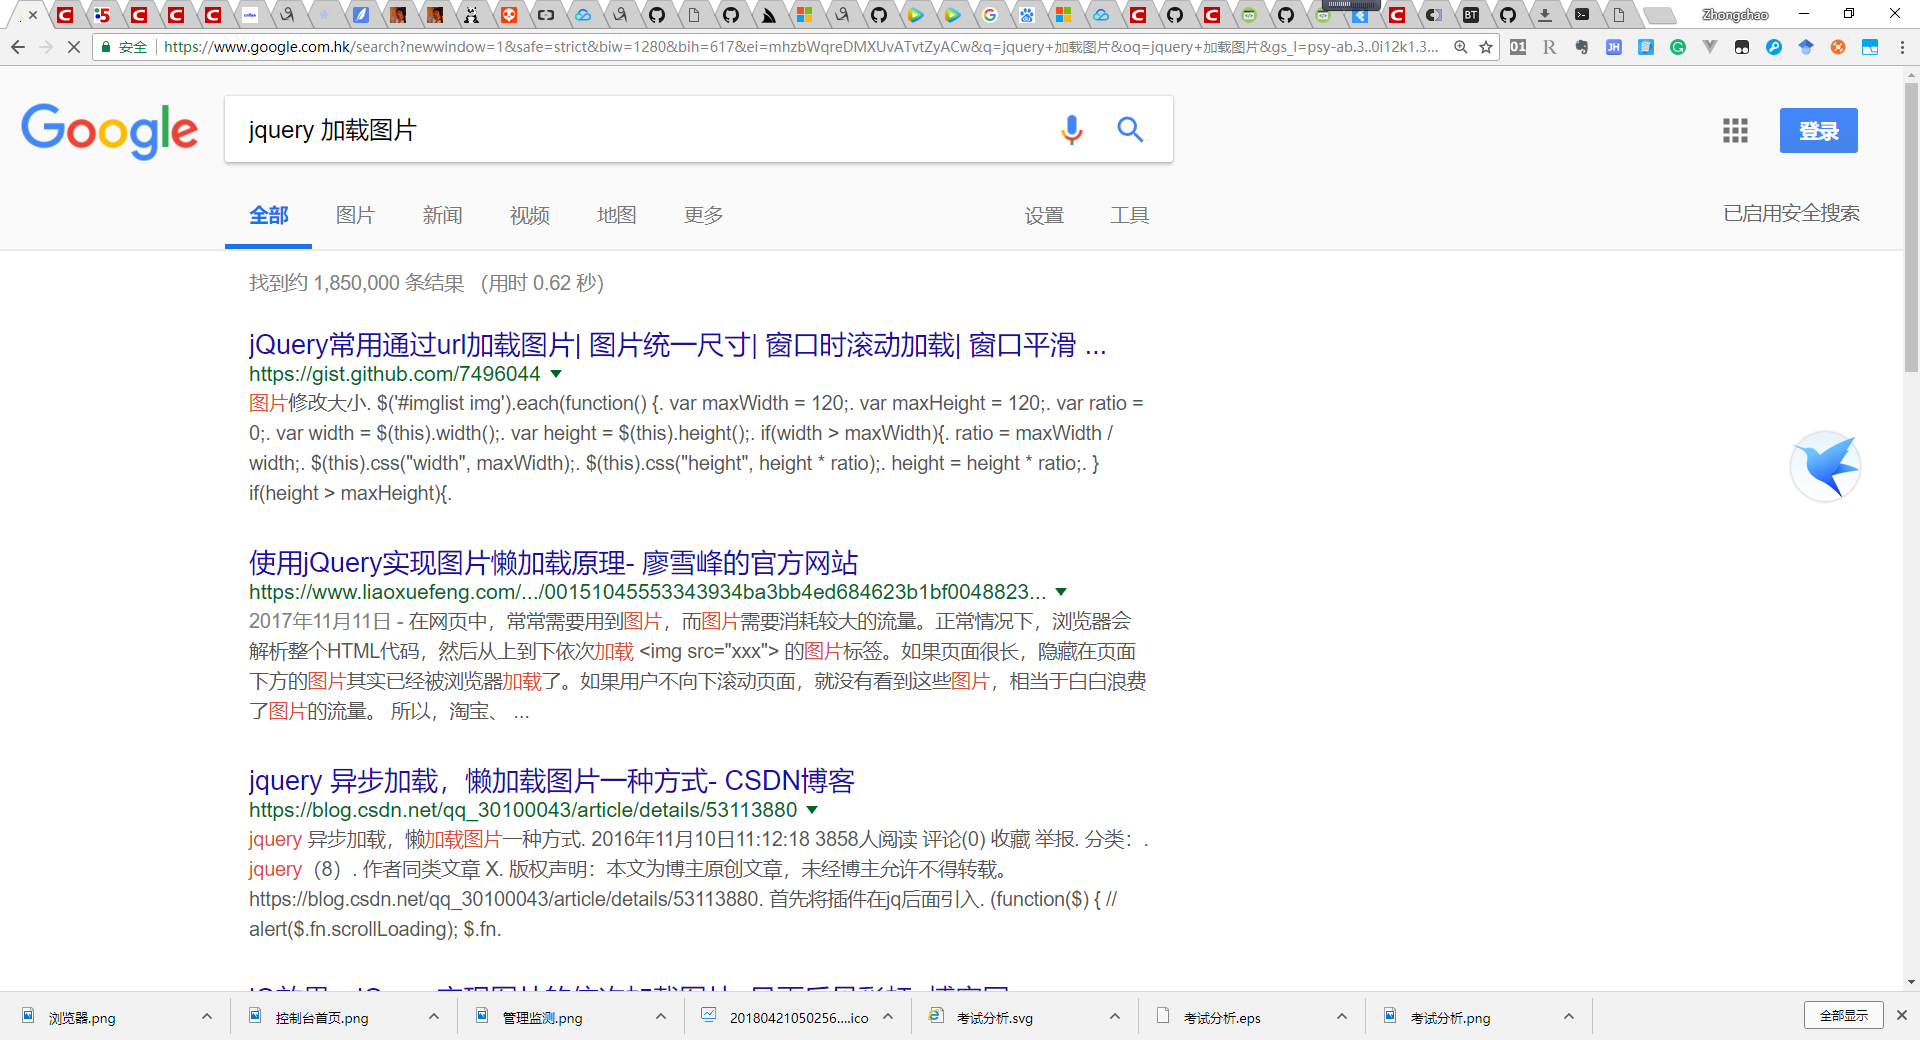 Zhongchao
安全 https://www.google.com.hk/search?newwindow=1&safe=strict&biw=1280&bih=617&ei=mhzbWqreDMXUvATvtZyACw&q=jquery+加载图片&oq=jquery+加载图片&gs_l=psy-ab.3..0i12k1.3...
Google
jquery 加载图片
登录
全部 图片 新闻 视频 地图 更多 设置 工具
已启用安全搜索
找到约 1,850,000 条结果 （用时 0.62 秒）
jQuery常用通过url加载图片| 图片统一尺寸| 窗口时滚动加载| 窗口平滑 ...
https://gist.github.com/7496044
图片修改大小. $('#imglist img').each(function() {. var maxWidth = 120;. var maxHeight = 120;. var ratio =
0;. var width = $(this).width();. var height = $(this).height();. if(width > maxWidth){. ratio = maxWidth /
width;. $(this).css("width", maxWidth);. $(this).css("height", height * ratio);. height = height * ratio;. }
if(height > maxHeight){.
使用jQuery实现图片懒加载原理- 廖雪峰的官方网站
https://www.liaoxuefeng.com/.../00151045553343934ba3bb4ed684623b1bf0048823...
2017年11月11日 - 在网页中，常常需要用到图片，而图片需要消耗较大的流量。正常情况下，浏览器会
解析整个HTML代码，然后从上到下依次加载 <img src="xxx"> 的图片标签。如果页面很长，隐藏在页面
下方的图片其实已经被浏览器加载了。如果用户不向下滚动页面，就没有看到这些图片，相当于白白浪费
了图片的流量。 所以，淘宝、 ...
jquery 异步加载，懒加载图片一种方式- CSDN博客
https://blog.csdn.net/qq_30100043/article/details/53113880
jquery 异步加载，懒加载图片一种方式. 2016年11月10日11:12:18 3858人阅读 评论(0) 收藏 举报. 分类：.
jquery（8）. 作者同类文章 X. 版权声明：本文为博主原创文章，未经博主允许不得转载。
https://blog.csdn.net/qq_30100043/article/details/53113880. 首先将插件在jq后面引入. (function($) { //
alert($.fn.scrollLoading); $.fn.
浏览器.png 控制台首页.png 管理监测.png 20180421050256....ico 考试分析.svg 考试分析.eps 考试分析.png 全部显示